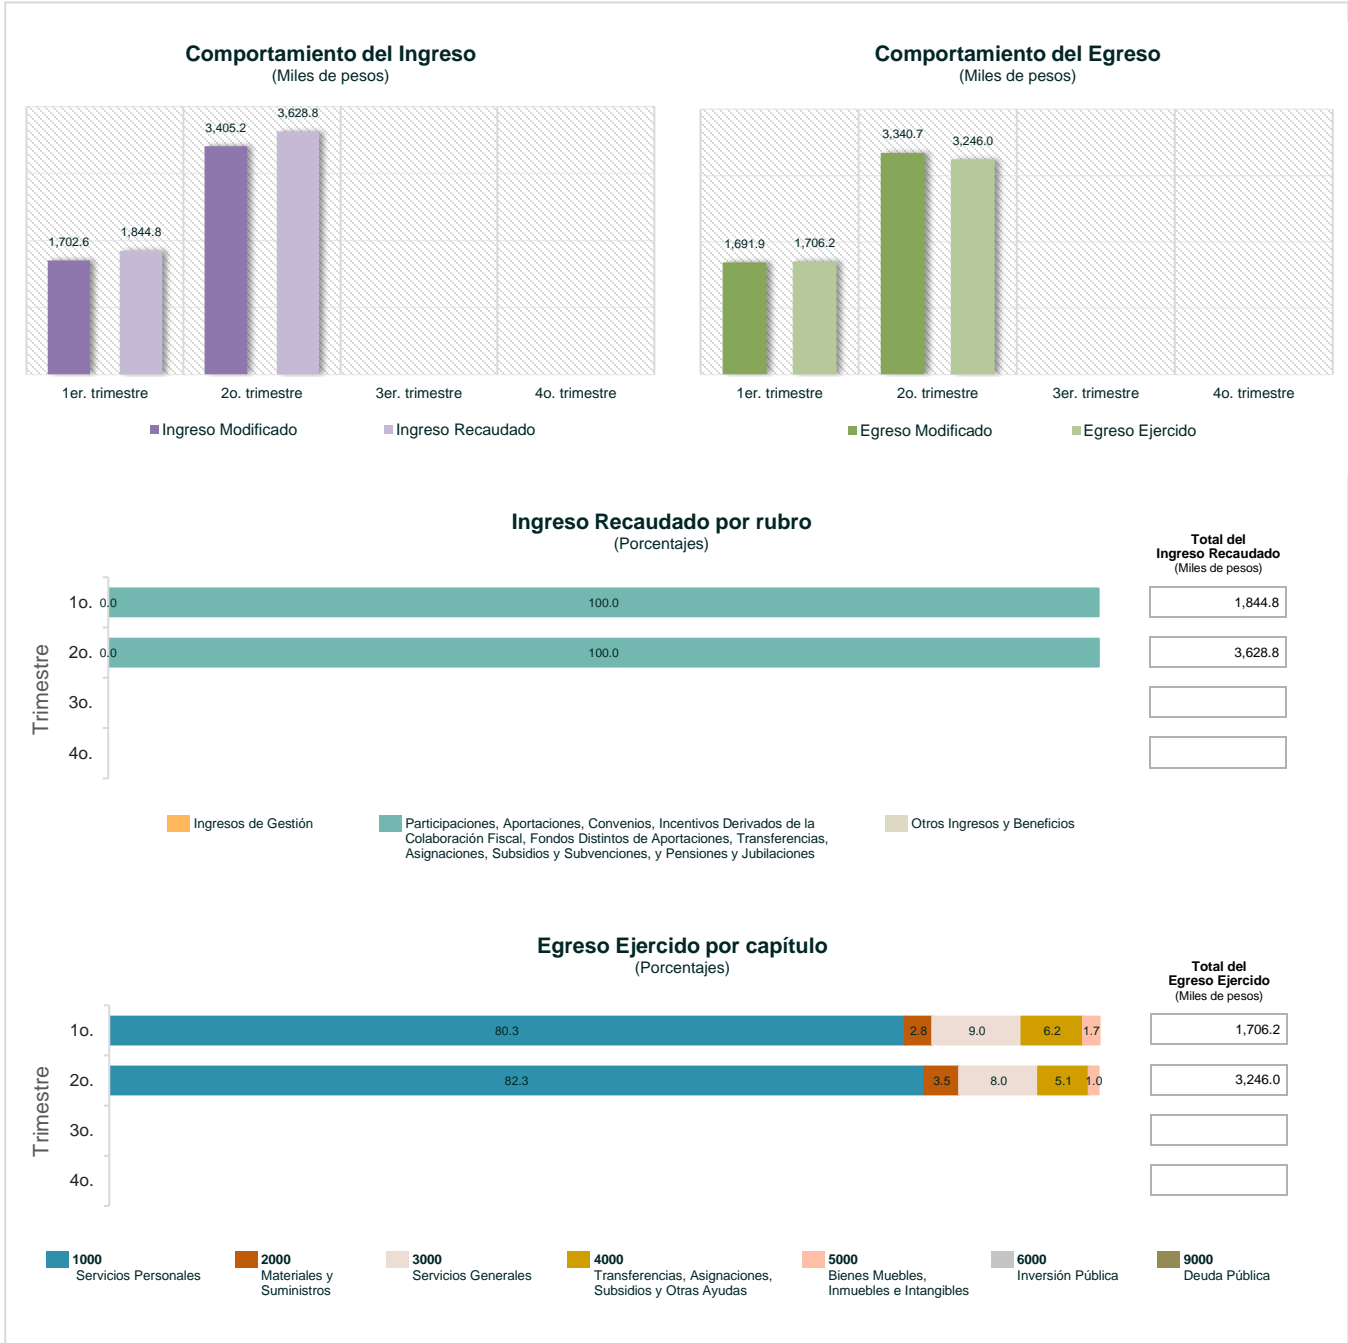 Comportamiento del Ingreso
(Miles de pesos)
1,702.6
1,844.8
3,405.2
3,628.8
1er. trimestre
2o. trimestre
3er. trimestre
4o. trimestre
Ingreso Modificado
Ingreso Recaudado
Comportamiento del Egreso
(Miles de pesos)
1,691.9
1,706.2
3,340.7
3,246.0
1er. trimestre
2o. trimestre
3er. trimestre
4o. trimestre
Egreso Modificado
Egreso Ejercido
Ingreso Recaudado por rubro
(Porcentajes)
Total del
Ingreso Recaudado
(Miles de pesos)
Trimestre
1o. 0.0 100.0 1,844.8
2o. 0.0 100.0 3,628.8
3o.
4o.
Ingresos de Gestión
Participaciones, Aportaciones, Convenios, Incentivos Derivados de la
Colaboración Fiscal, Fondos Distintos de Aportaciones, Transferencias,
Asignaciones, Subsidios y Subvenciones, y Pensiones y Jubilaciones
Otros Ingresos y Beneficios
Egreso Ejercido por capítulo
(Porcentajes)
Total del
Egreso Ejercido
(Miles de pesos)
Trimestre
1o. 80.3 2.8 9.0 6.2 1.7 1,706.2
2o. 82.3 3.5 8.0 5.1 1.0 3,246.0
3o.
4o.
1000
Servicios Personales
2000
Materiales y
Suministros
3000
Servicios Generales
4000
Transferencias, Asignaciones,
Subsidios y Otras Ayudas
5000
Bienes Muebles,
Inmuebles e Intangibles
6000
Inversión Pública
9000
Deuda Pública